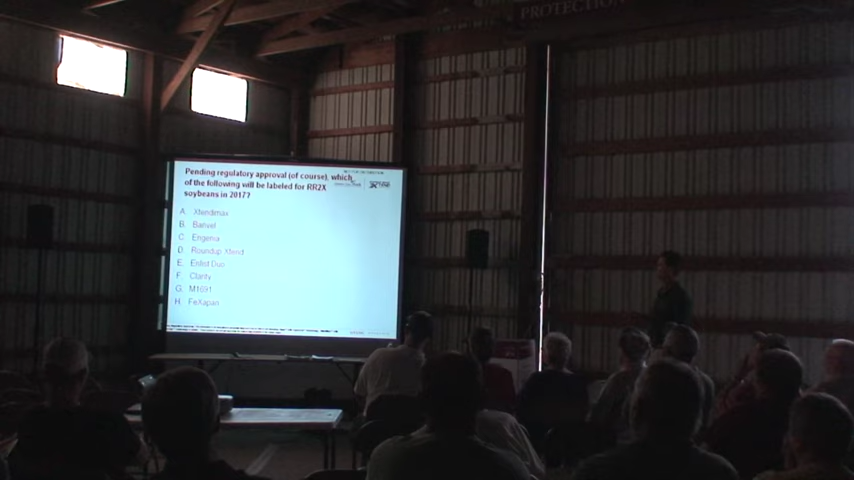 PROTECTION
Pending regulatory approval (of course), which
of the following will be labeled for RR2X
soybeans in 2017?
A. Xtendimax
B. Banvel
C. Engenia
D. Roundup Xtend
E. Enlist Duo
F. Clarity
G. M1691
H. FeXapan